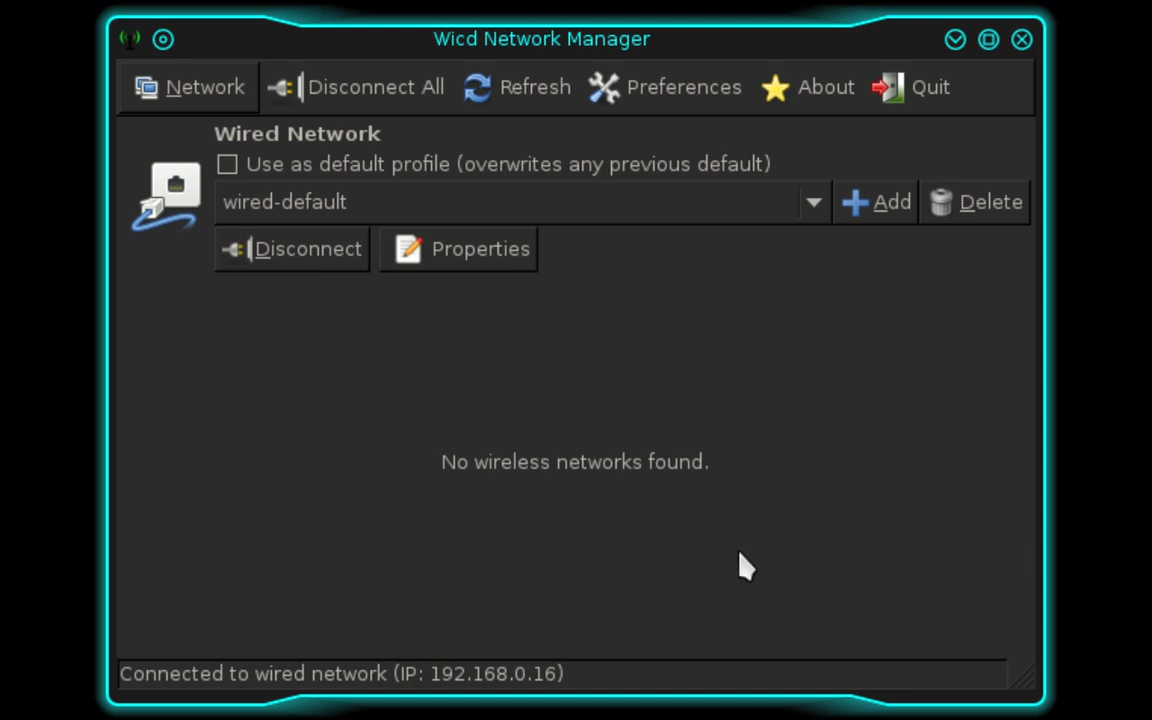 Wicd Network Manager
Network Disconnect All Refresh Preferences About Quit
Wired Network
Use as default profile (overwrites any previous default)
wired-default Add Delete
Disconnect Properties
No wireless networks found.
Connected to wired network (IP: 192.168.0.16)